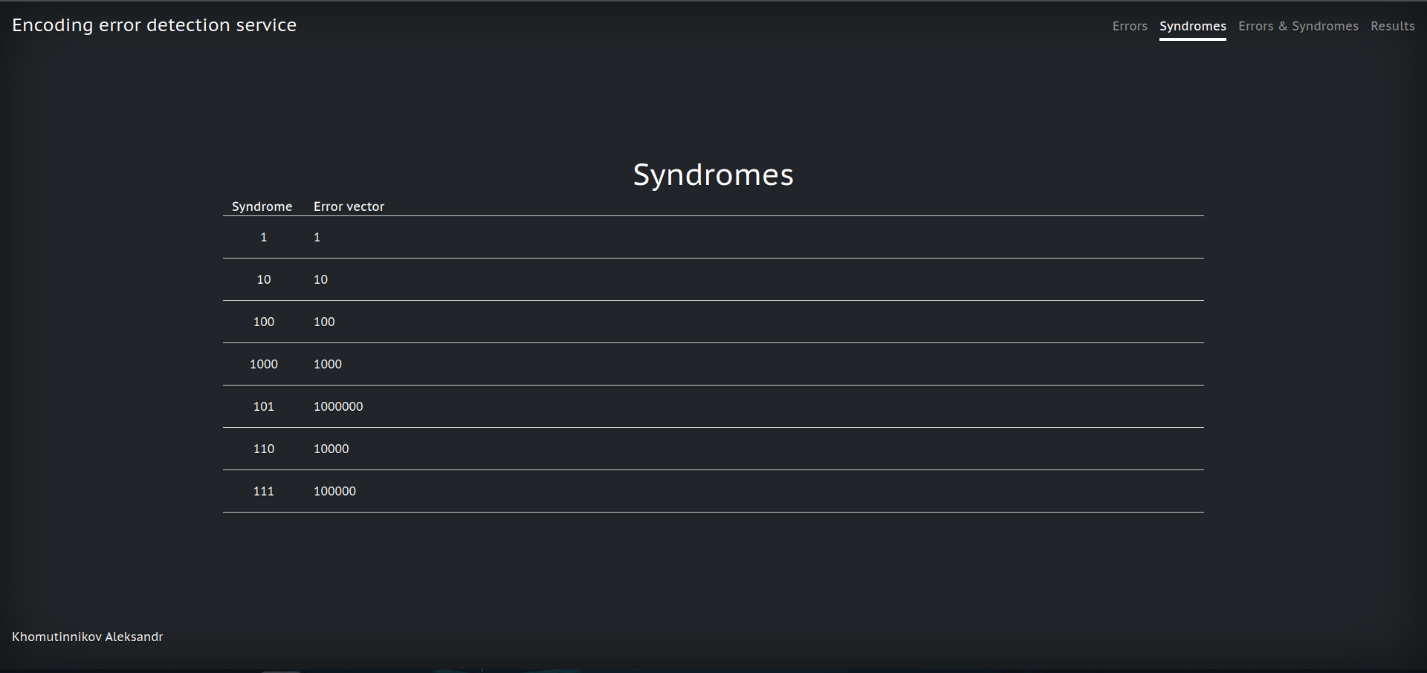 Encoding error detection service
Errors Syndromes Errors & Syndromes Results
Syndromes
Syndrome Error vector
1 1
10 10
100 100
1000 1000
101 1000000
110 10000
111 100000
Khomutinnikov Aleksandr